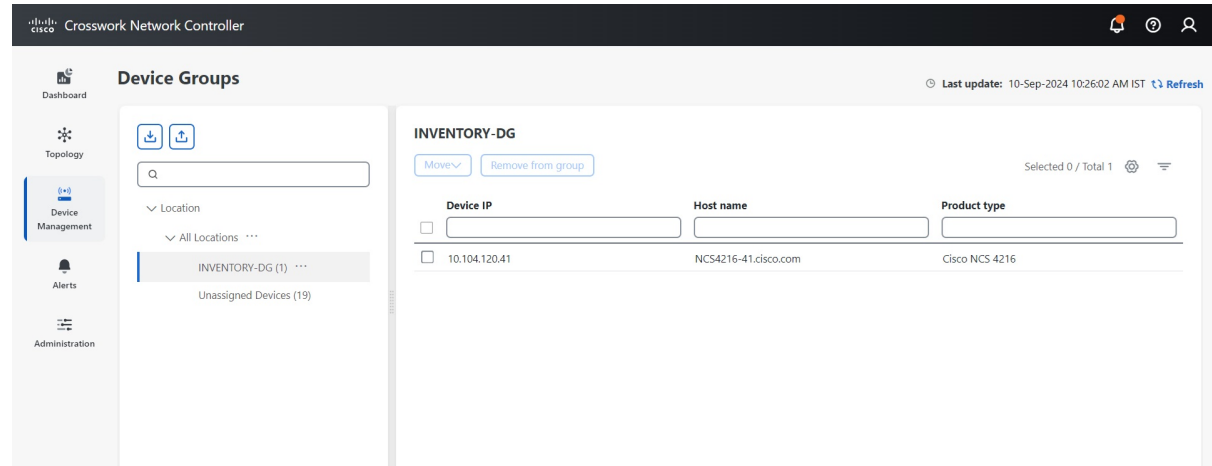 cisco Crosswork Network Controller
Dashboard
Topology
Device
Management
Alerts
Administration
Device Groups
Last update: 10-Sep-2024 10:26:02 AM IST Refresh
Location
All Locations ...
INVENTORY-DG (1) ...
Unassigned Devices (19)
INVENTORY-DG
Move Remove from group
Selected 0 / Total 1
Device IP Host name Product type
10.104.120.41 NCS4216-41.cisco.com Cisco NCS 4216